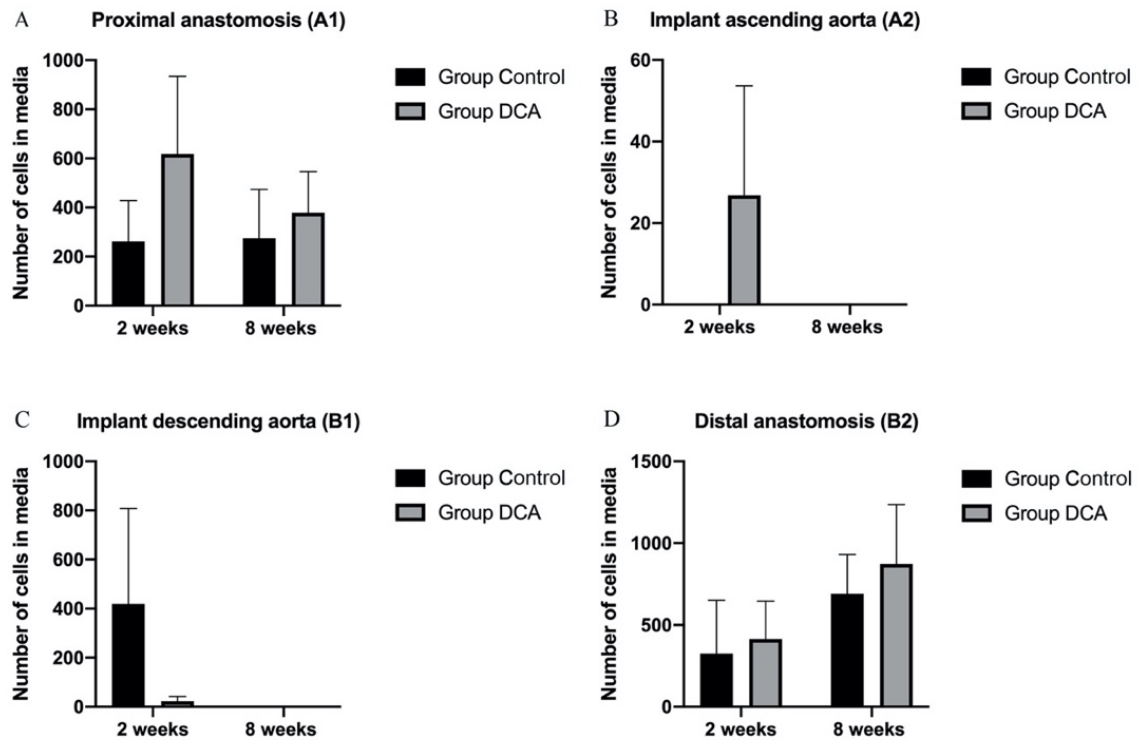 A
Proximal anastomosis (A1)
Number of cells in media
1000
800
600
400
200
0
2 weeks
8 weeks
Group Control
Group DCA
B
Implant ascending aorta (A2)
Number of cells in media
60
40
20
0
2 weeks
8 weeks
Group Control
Group DCA
C
Implant descending aorta (B1)
Number of cells in media
1000
800
600
400
200
0
2 weeks
8 weeks
Group Control
Group DCA
D
Distal anastomosis (B2)
Number of cells in media
1500
1000
500
0
2 weeks
8 weeks
Group Control
Group DCA